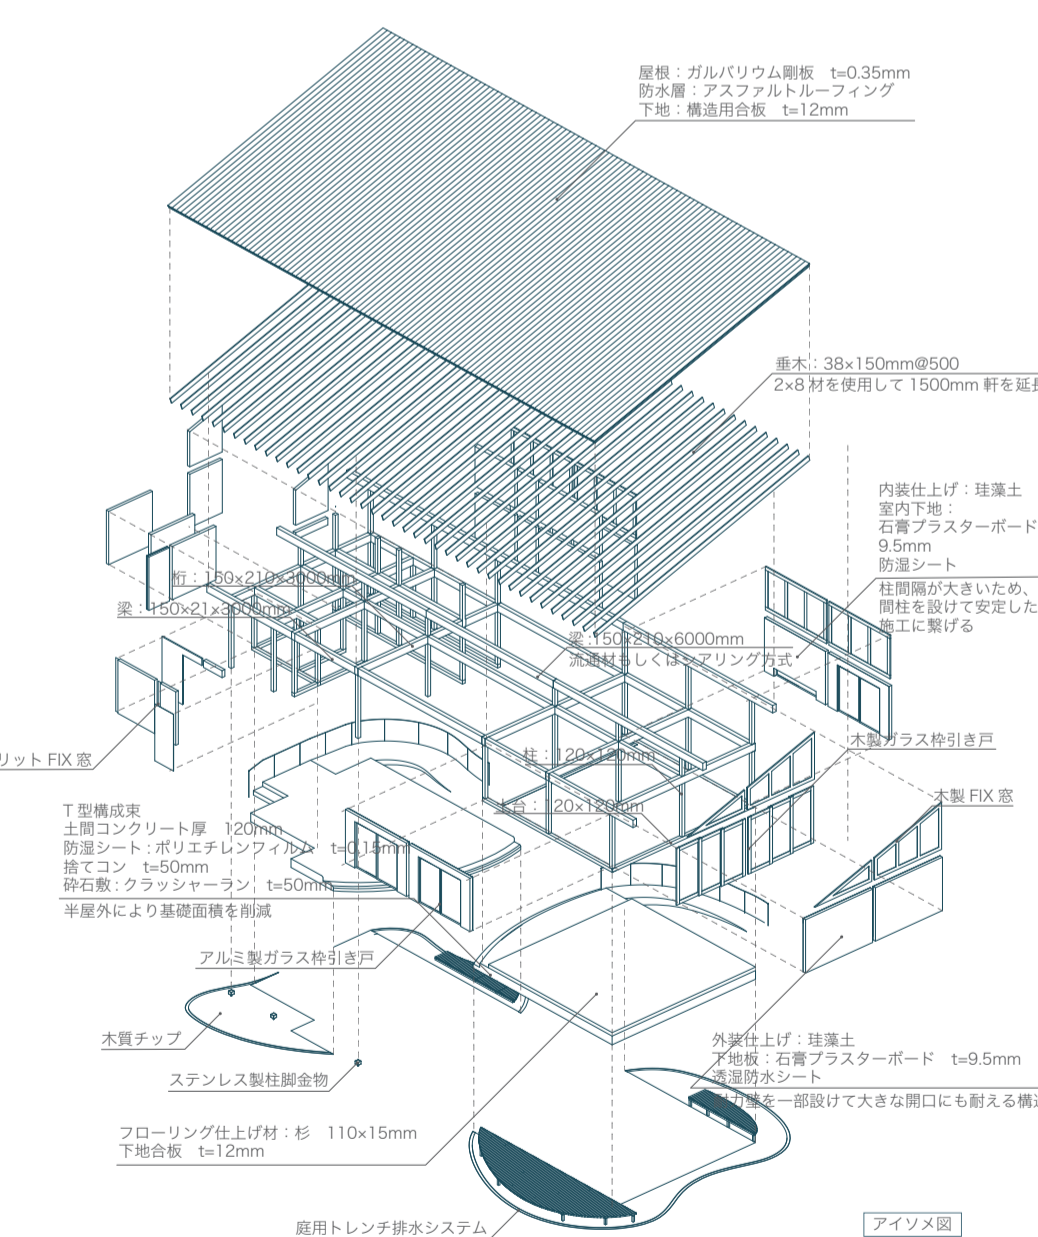 屋根：ガルバリウム剛板　t=0.35mm
防水層：アスファルトルーフィング
下地：構造用合板　t=12mm
垂木：38×150mm@500
2×8 材を使用して 1500mm 軒を延長
内装仕上げ：珪藻土
室内下地：
石膏プラスターボード
9.5mm
防湿シート
柱間隔が大きいため、
間柱を設けて安定した
施工に繋げる
桁：150×210×3000mm
梁：150×21×3000mm
梁：150×210×6000mm
流通材もしくはシアリング方式
木製ガラス枠引き戸
リット FIX 窓
柱：120×120mm
土台：120×120mm
木製 FIX 窓
T 型構成束
土間コンクリート厚　120mm
防湿シート：ポリエチレンフィルム　t=0.15mm
捨てコン　t=50mm
砕石敷：クラッシャーラン　t=50mm
半屋外により基礎面積を削減
アルミ製ガラス枠引き戸
木質チップ
ステンレス製柱脚金物
外装仕上げ：珪藻土
下地板：石膏プラスターボード　t=9.5mm
透湿防水シート
耐力壁を一部設けて大きな開口にも耐える構造
フローリング仕上げ材：杉　110×15mm
下地合板　t=12mm
庭用トレンチ排水システム
アイソメ図